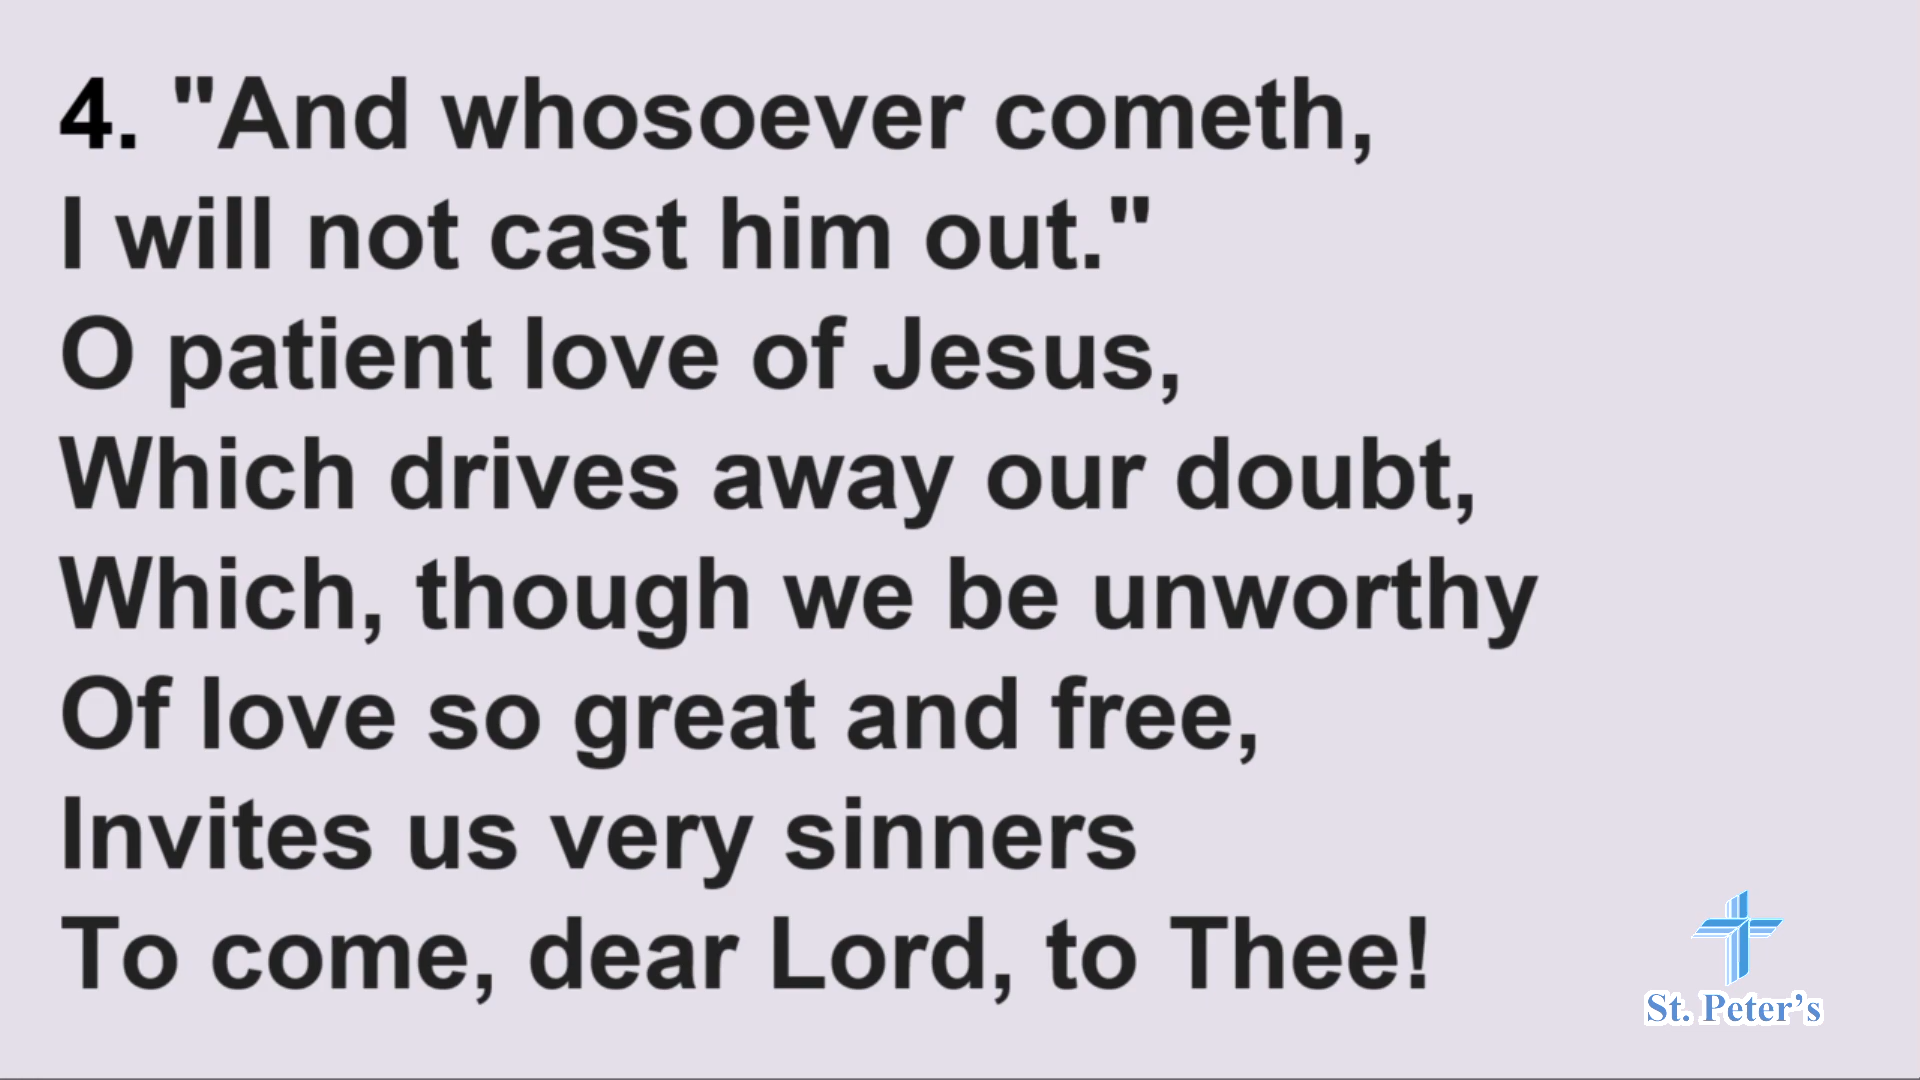 4. "And whosoever cometh,
I will not cast him out."
O patient love of Jesus,
Which drives away our doubt,
Which, though we be unworthy
Of love so great and free,
Invites us very sinners
To come, dear Lord, to Thee!
St. Peter’s